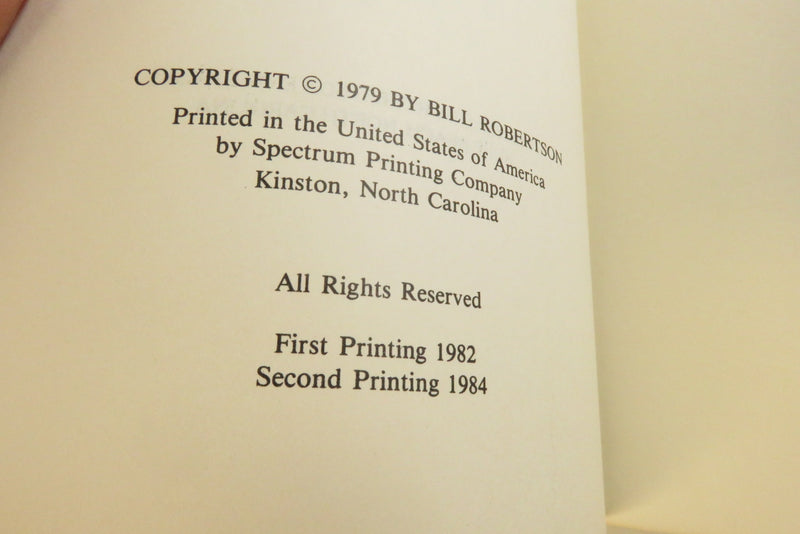 COPYRIGHT © 1979 BY BILL ROBERTSON
Printed in the United States of America
by Spectrum Printing Company
Kinston, North Carolina
All Rights Reserved
First Printing 1982
Second Printing 1984